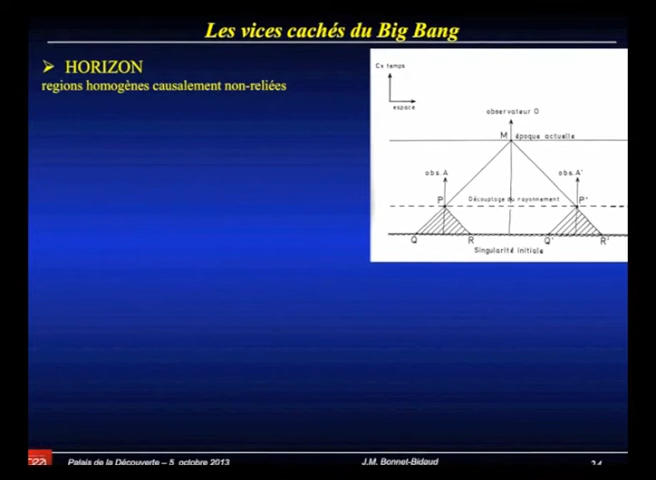 Les vices cachés du Big Bang
➤ HORIZON
regions homogènes causalement non-reliées
Cx temps
espace
observateur O
M époque actuelle
obs. A
obs. A'
P
Découplage du rayonnement
P'
Q
R
Q'
R'
Singularité initiale
Palais de la Découverte – 5 octobre 2013
J.M. Bonnet-Bidaud